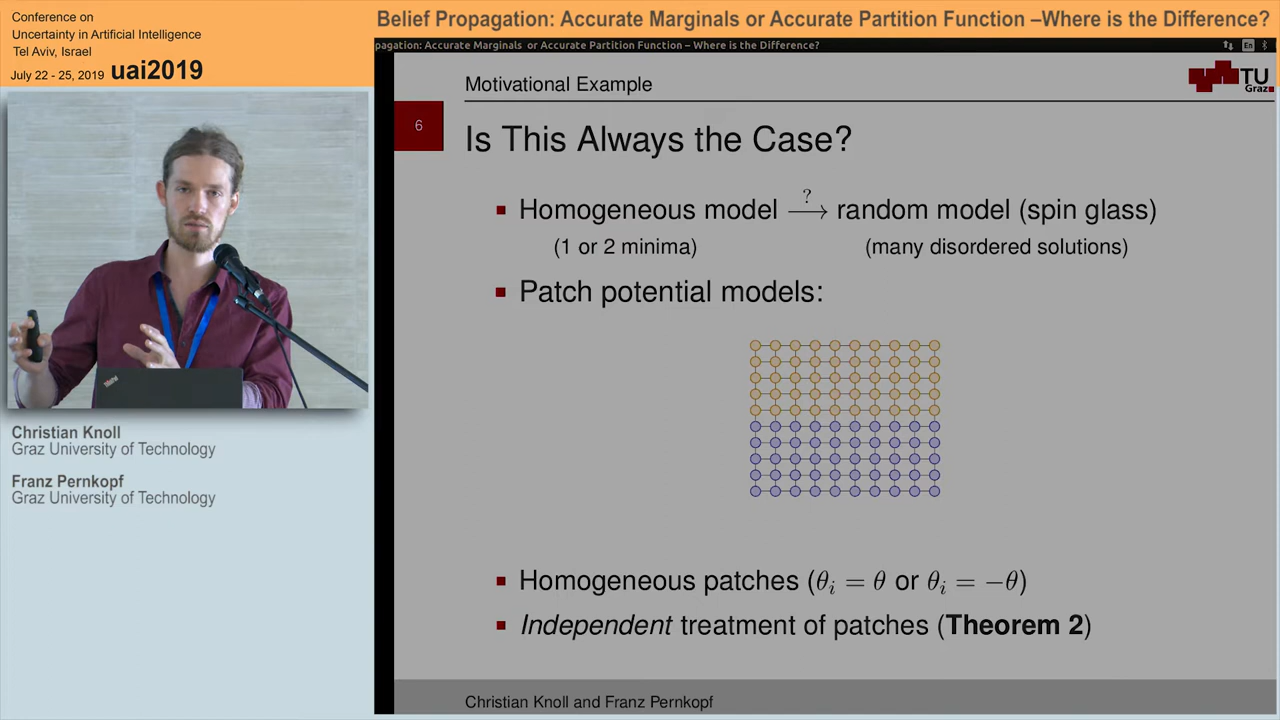 Conference on
Uncertainty in Artificial Intelligence
Tel Aviv, Israel
July 22 - 25, 2019 uai2019
Belief Propagation: Accurate Marginals or Accurate Partition Function –Where is the Difference?
pagation: Accurate Marginals or Accurate Partition Function – Where is the Difference?
En
Motivational Example
TU
Graz
6
Is This Always the Case?
Homogeneous model —?→ random model (spin glass)
(1 or 2 minima) (many disordered solutions)
Patch potential models:
Homogeneous patches (θᵢ = θ or θᵢ = −θ)
Independent treatment of patches (Theorem 2)
Christian Knoll and Franz Pernkopf
Christian Knoll
Graz University of Technology
Franz Pernkopf
Graz University of Technology